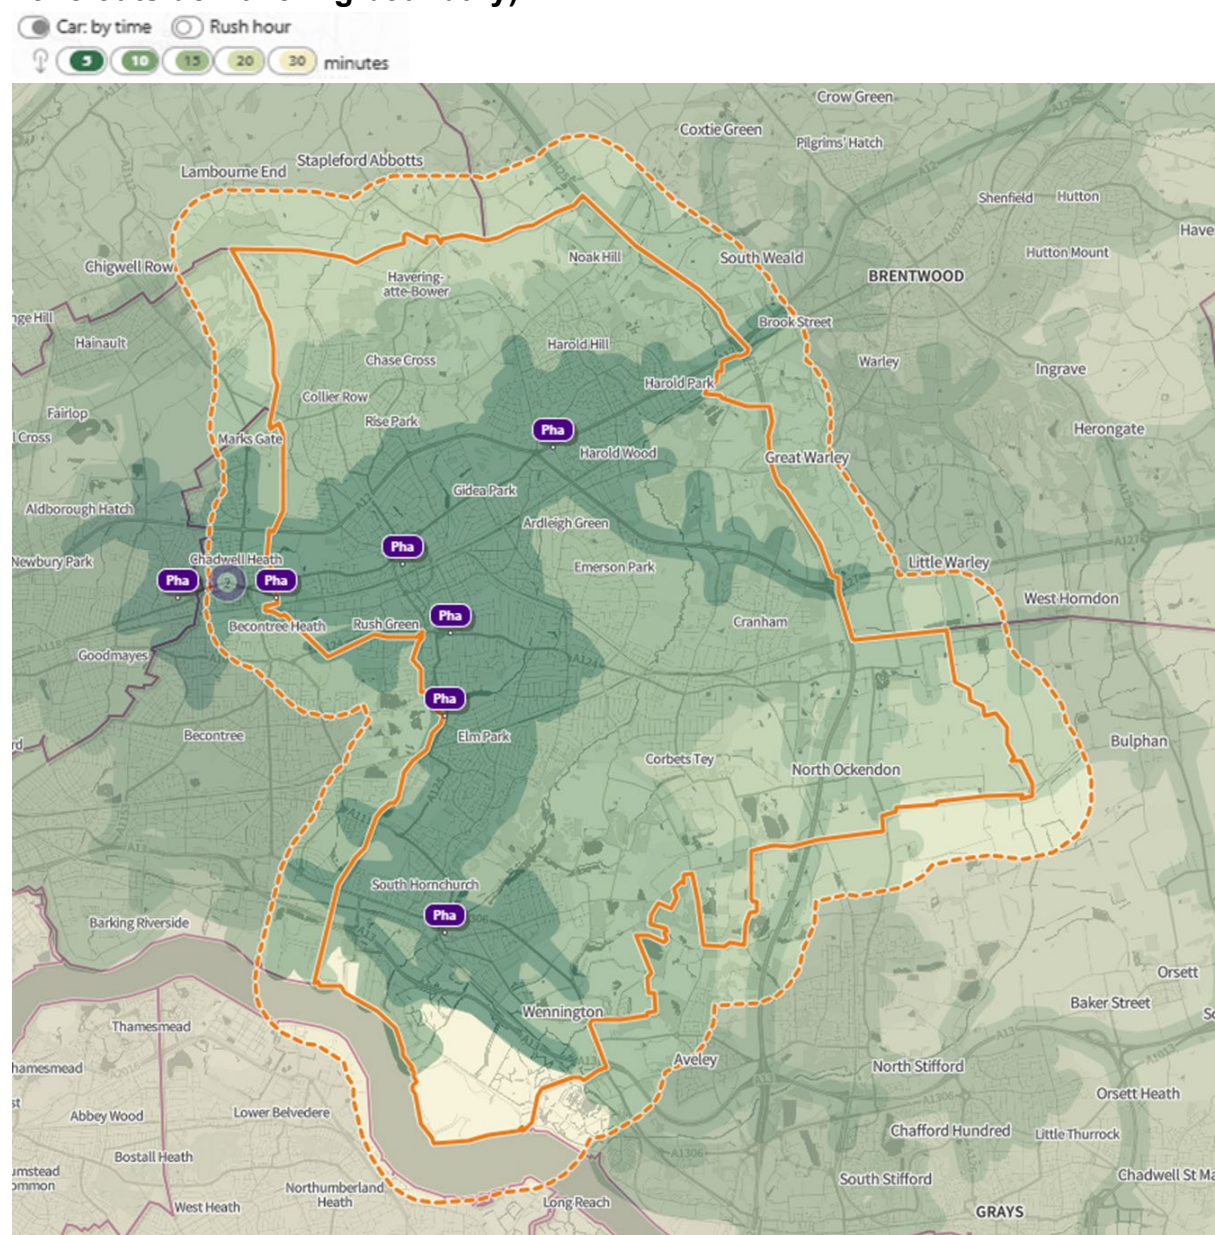 Car: by time Rush hour
5 10 15 20 30 minutes
Crow Green
Coxtie Green
Pilgrims' Hatch
Stapleford Abbotts
Lambourne End
Shenfield Hutton
Chigwell Row
Noak Hill
South Weald
Hutton Mount
BRENTWOOD
Havering-
atte-Bower
Brook Street
Hainault
Harold Hill
Chase Cross
Warley
Ingrave
Harold Park
Collier Row
Fairlop
Rise Park
Pha
Herongate
Marks Gate
Harold Wood
Great Warley
Gidea Park
Aldborough Hatch
Ardleigh Green
A127
Pha
Newbury Park
Chadwell Heath
Emerson Park
Little Warley
Pha
Pha
West Horndon
Becontree Heath
Rush Green
Pha
Cranham
Goodmayes
Pha
Becontree
Elm Park
Bulphan
Corbets Tey
North Ockendon
South Hornchurch
Pha
Barking Riverside
Orsett
Baker Street
Wennington
Thamesmead
A13
Aveley
North Stifford
Orsett Heath
Abbey Wood
Lower Belvedere
Chafford Hundred
Little Thurrock
A1306
Bostall Heath
South Stifford
Northumberland
Heath
West Heath
Long Reach
GRAYS